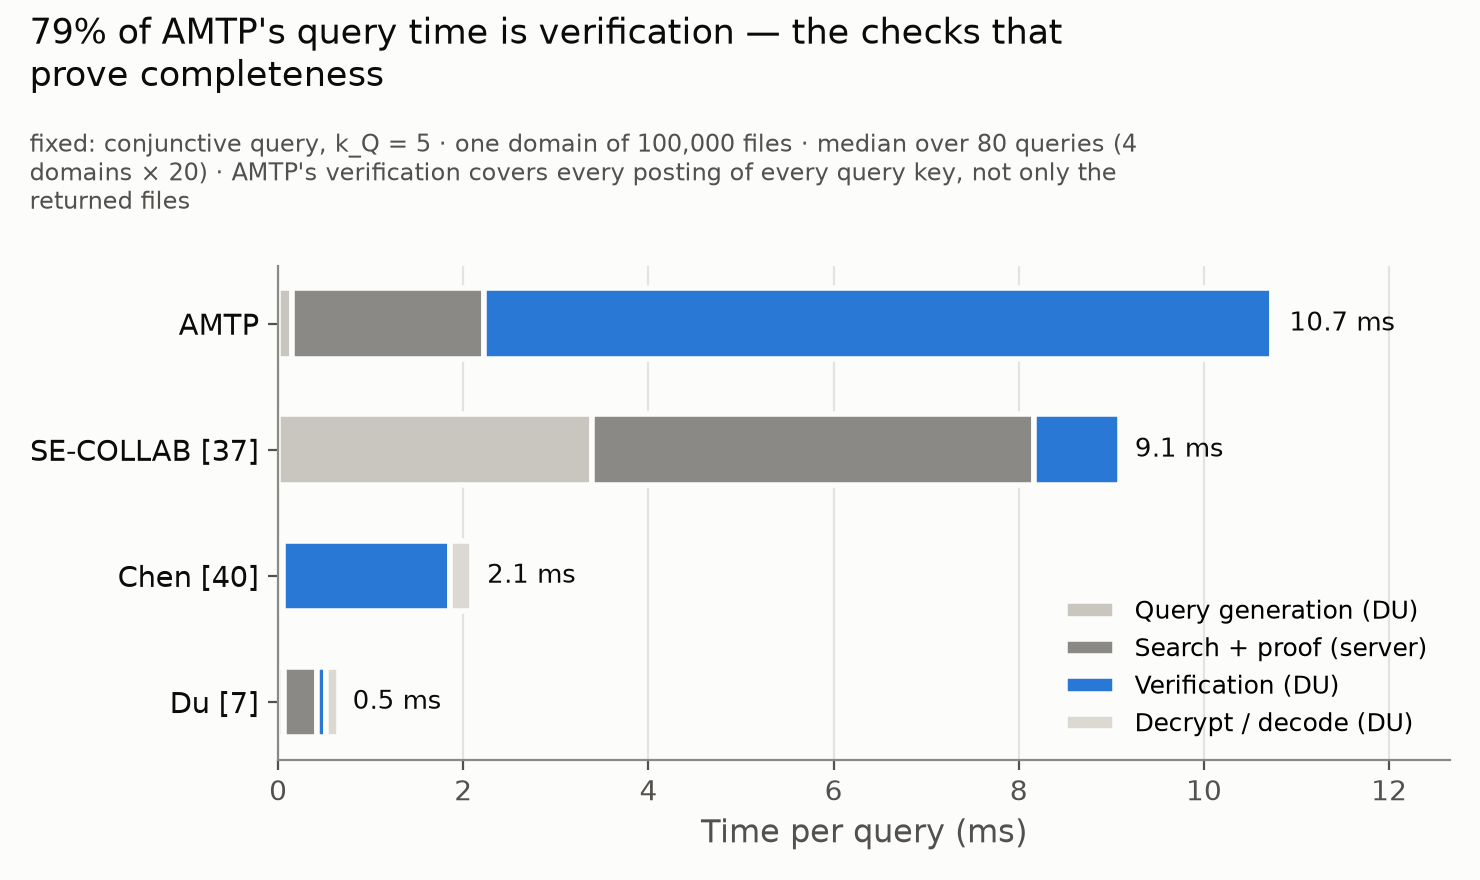 79% of AMTP's query time is verification — the checks that
prove completeness
fixed: conjunctive query, k_Q = 5 · one domain of 100,000 files · median over 80 queries (4
domains × 20) · AMTP's verification covers every posting of every query key, not only the
returned files
AMTP
10.7 ms
SE-COLLAB [37]
9.1 ms
Chen [40]
2.1 ms
Du [7]
0.5 ms
Query generation (DU)
Search + proof (server)
Verification (DU)
Decrypt / decode (DU)
0 2 4 6 8 10 12
Time per query (ms)